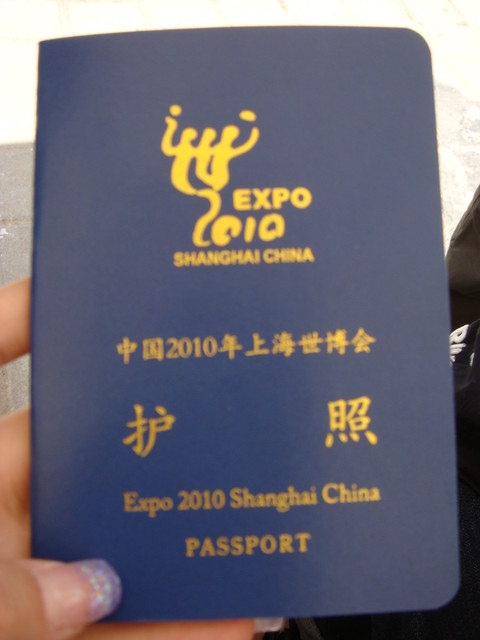 EXPO
2010
SHANGHAI CHINA
中国2010年上海世博会
护 照
Expo 2010 Shanghai China
PASSPORT